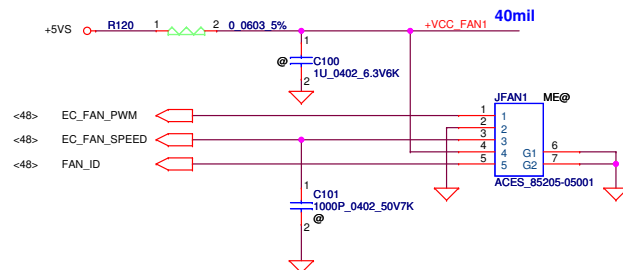 40mil
+5VS R120 1 2 0_0603_5% +VCC_FAN1
1
@ C100
1U_0402_6.3V6K
2
JFAN1 ME@
<48> EC_FAN_PWM 1 1
2 2
<48> EC_FAN_SPEED 3 3
4 4 G1 6
<48> FAN_ID 5 5 G2 7
ACES_85205-05001
1
C101
1000P_0402_50V7K
@
2